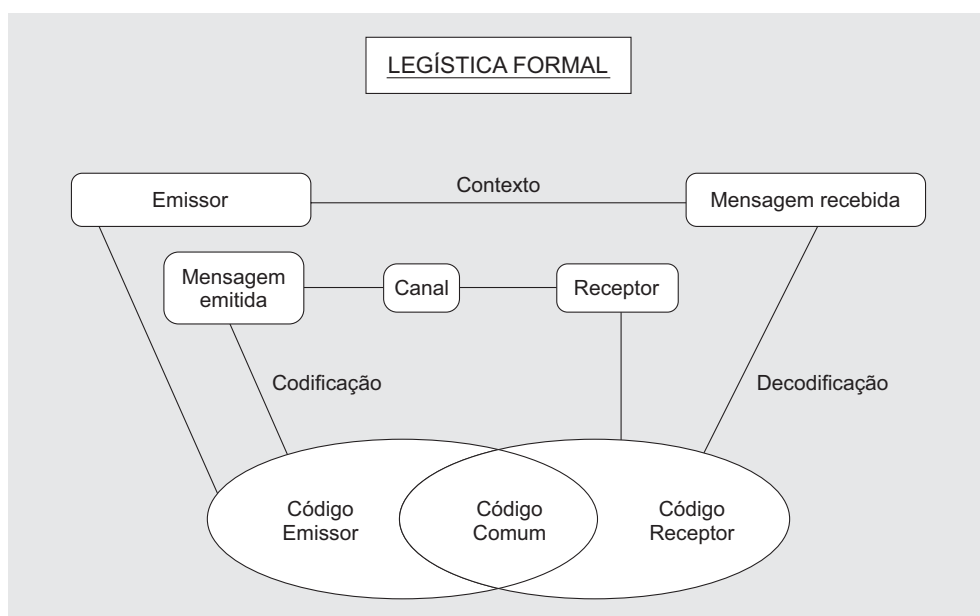 LEGÍSTICA FORMAL
Contexto
Emissor
Mensagem recebida
Mensagem
emitida
Canal
Receptor
Codificação
Decodificação
Código
Emissor
Código
Comum
Código
Receptor